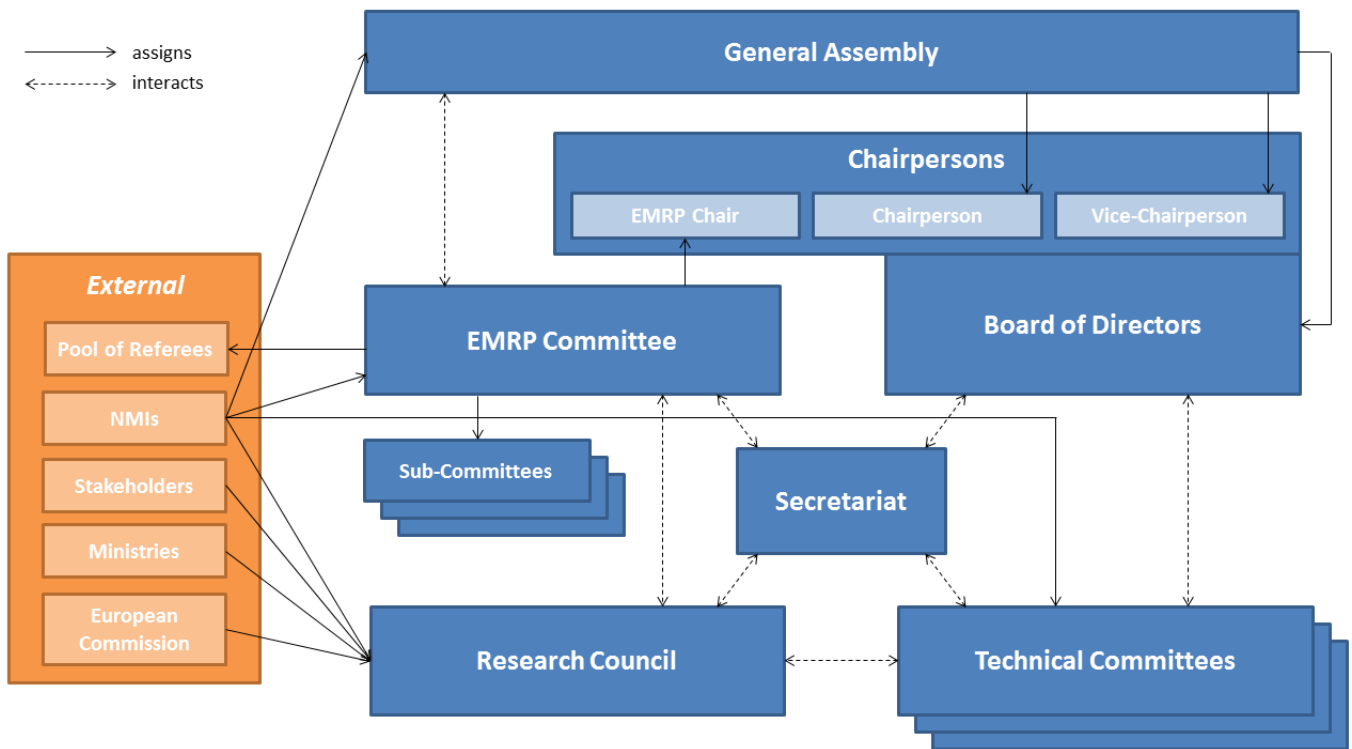 assigns
interacts
General Assembly
Chairpersons
EMRP Chair
Chairperson
Vice-Chairperson
External
Pool of Referees
NMIs
Stakeholders
Ministries
European
Commission
EMRP Committee
Board of Directors
Sub-Committees
Secretariat
Research Council
Technical Committees